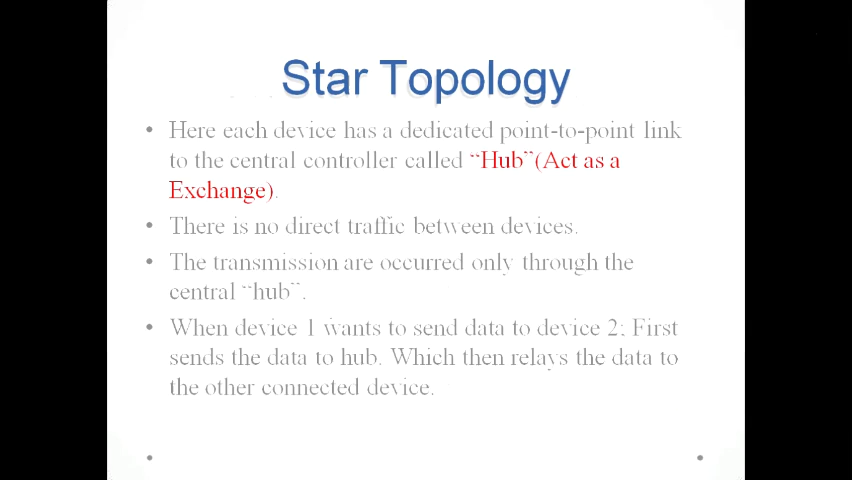 Star Topology
• Here each device has a dedicated point-to-point link
to the central controller called “Hub”(Act as a
Exchange).
• There is no direct traffic between devices.
• The transmission are occurred only through the
central “hub”.
• When device 1 wants to send data to device 2; First
sends the data to hub. Which then relays the data to
the other connected device.